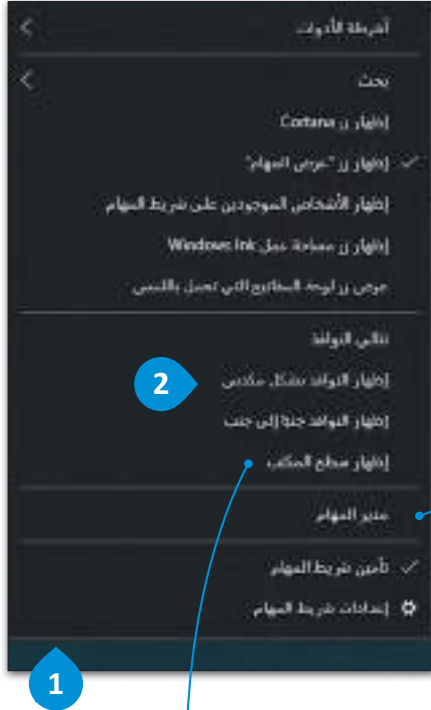 أشرطة الأدوات
بحث
إظهار زر Cortana
إظهار زر "عرض المهام"
إظهار الأشخاص الموجودين على شريط المهام
إظهار زر مساحة عمل Windows Ink
عرض زر لوحة المفاتيح التي تعمل باللمس
تتالي النوافذ
2
إظهار النوافذ بشكل مكدس
إظهار النوافذ جنبًا إلى جنب
إظهار سطح المكتب
مدير المهام
تأمين شريط المهام
إعدادات شريط المهام
1